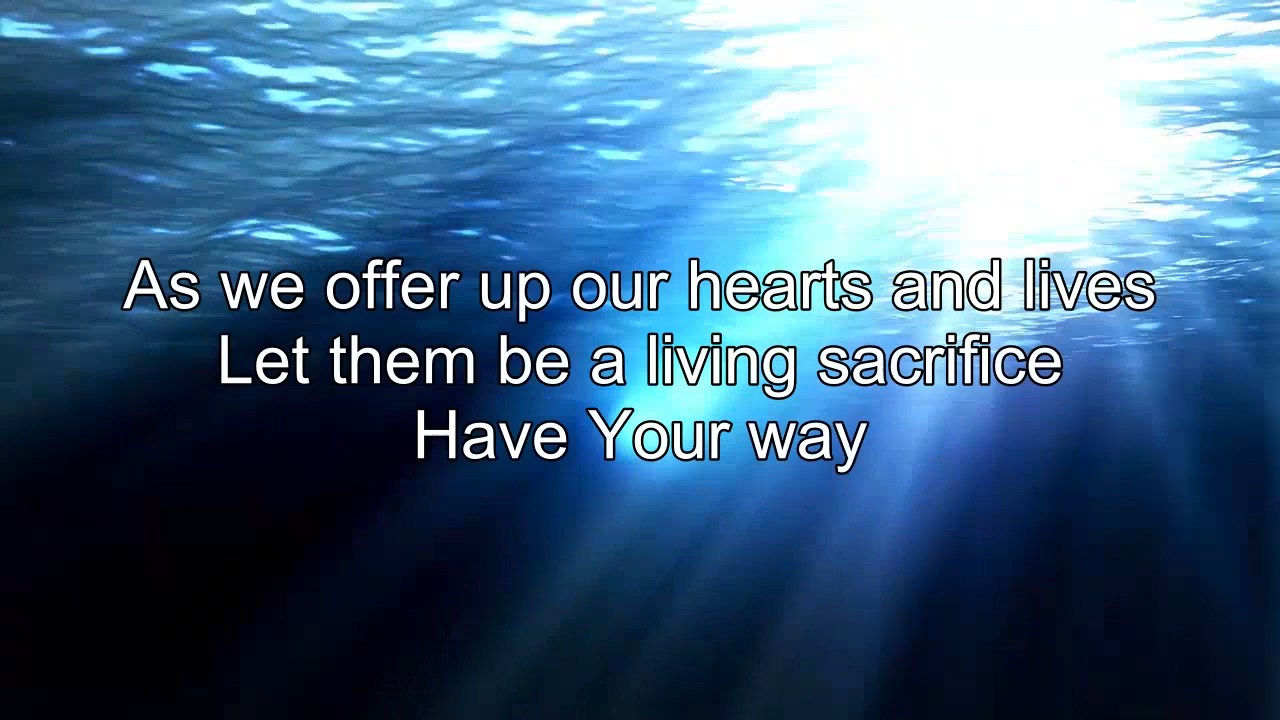 As we offer up our hearts and lives
Let them be a living sacrifice
Have Your way